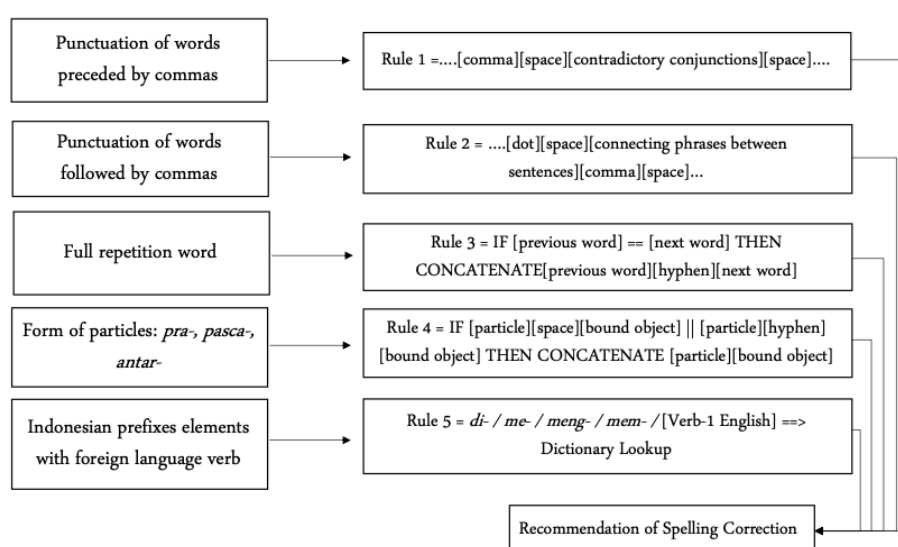 Punctuation of words
preceded by commas
Rule 1 =....[comma][space][contradictory conjunctions][space]....
Punctuation of words
followed by commas
Rule 2 = ....[dot][space][connecting phrases between
sentences][comma][space]...
Full repetition word
Rule 3 = IF [previous word] == [next word] THEN
CONCATENATE[previous word][hyphen][next word]
Form of particles: pra-, pasca-,
antar-
Rule 4 = IF [particle][space][bound object] || [particle][hyphen]
[bound object] THEN CONCATENATE [particle][bound object]
Indonesian prefixes elements
with foreign language verb
Rule 5 = di- / me- / meng- / mem- /[Verb-1 English] ==>
Dictionary Lookup
Recommendation of Spelling Correction